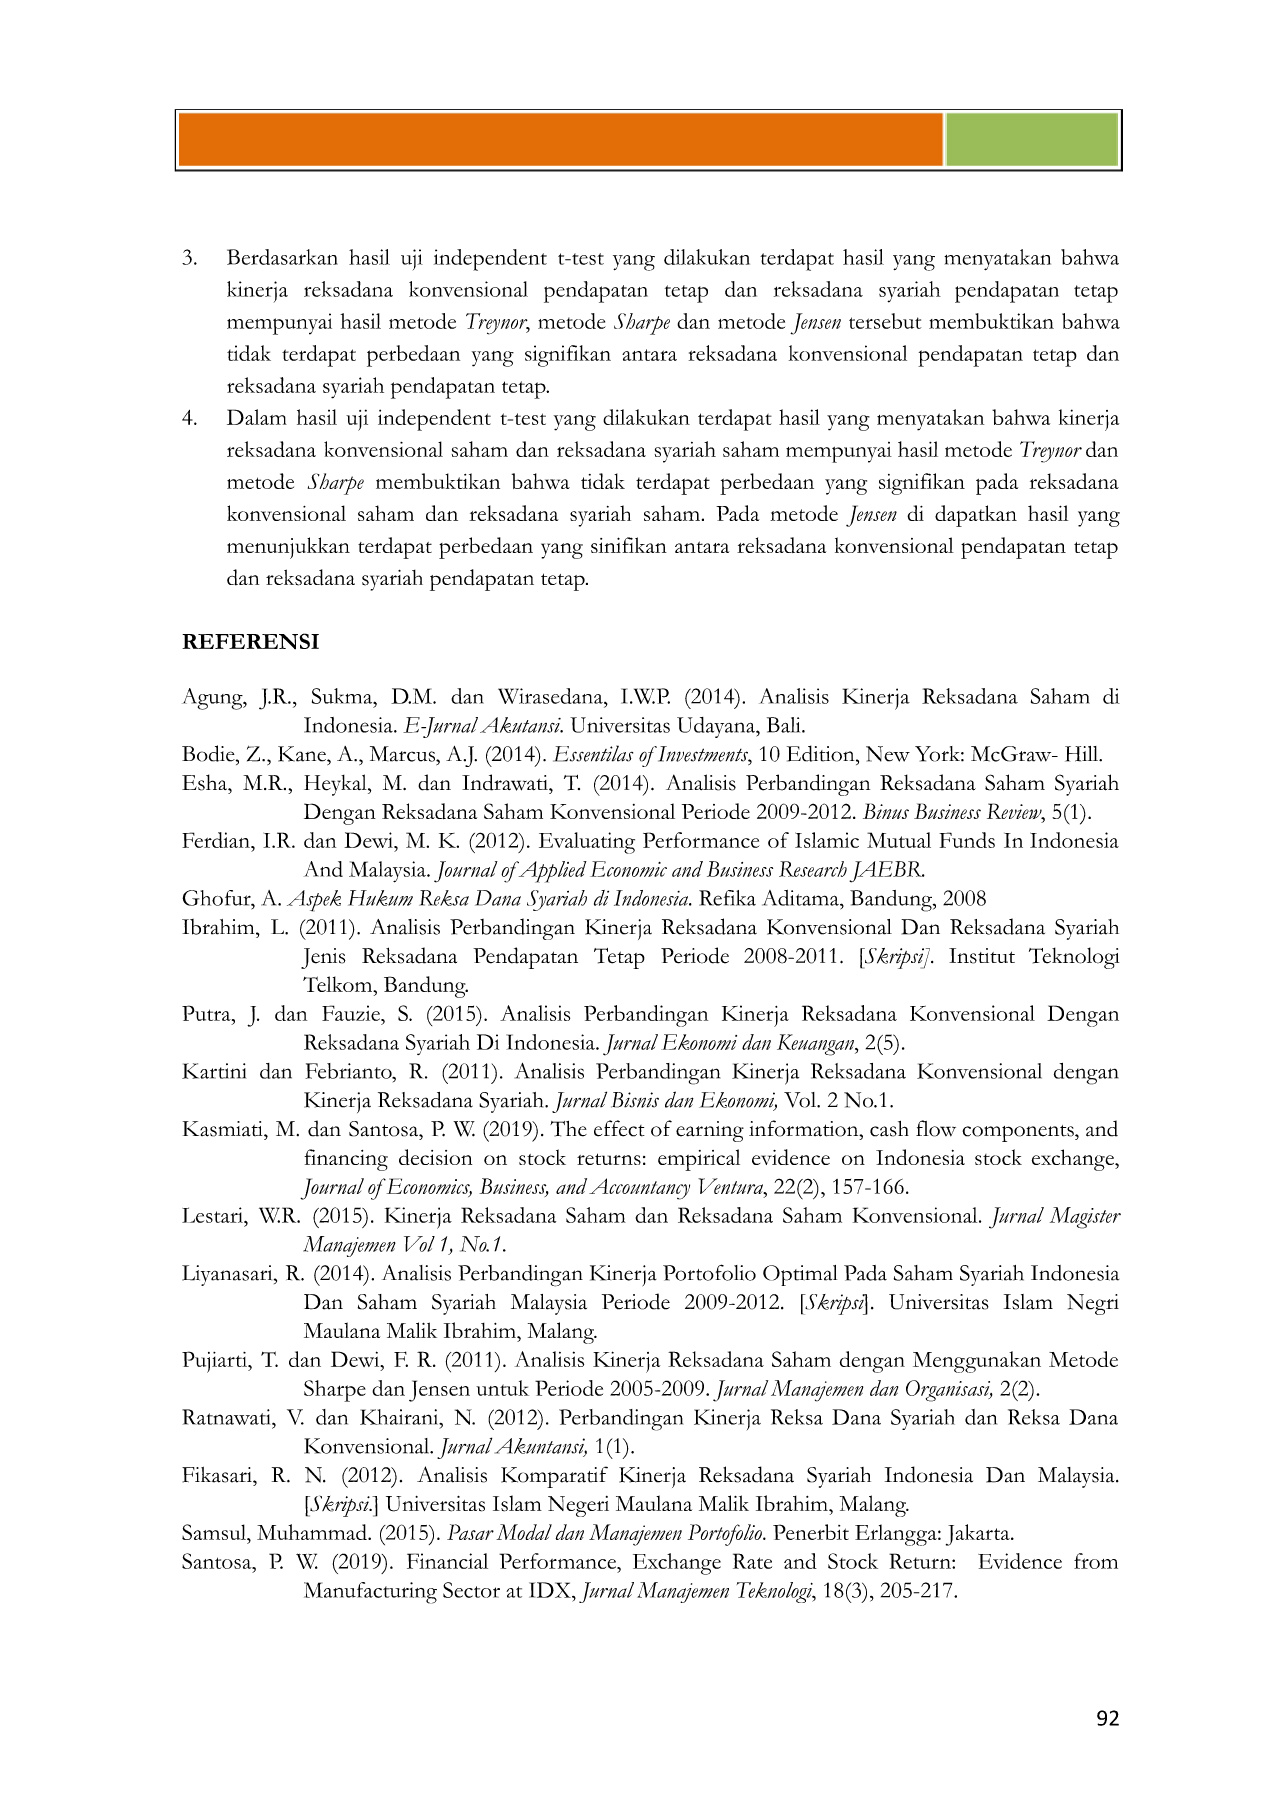 3. Berdasarkan hasil uji independent t-test yang dilakukan terdapat hasil yang menyatakan bahwa
kinerja reksadana konvensional pendapatan tetap dan reksadana syariah pendapatan tetap
mempunyai hasil metode Treynor, metode Sharpe dan metode Jensen tersebut membuktikan bahwa
tidak terdapat perbedaan yang signifikan antara reksadana konvensional pendapatan tetap dan
reksadana syariah pendapatan tetap.
4. Dalam hasil uji independent t-test yang dilakukan terdapat hasil yang menyatakan bahwa kinerja
reksadana konvensional saham dan reksadana syariah saham mempunyai hasil metode Treynor dan
metode Sharpe membuktikan bahwa tidak terdapat perbedaan yang signifikan pada reksadana
konvensional saham dan reksadana syariah saham. Pada metode Jensen di dapatkan hasil yang
menunjukkan terdapat perbedaan yang sinifikan antara reksadana konvensional pendapatan tetap
dan reksadana syariah pendapatan tetap.
REFERENSI
Agung, J.R., Sukma, D.M. dan Wirasedana, I.W.P. (2014). Analisis Kinerja Reksadana Saham di
Indonesia. E-Jurnal Akutansi. Universitas Udayana, Bali.
Bodie, Z., Kane, A., Marcus, A.J. (2014). Essentilas of Investments, 10 Edition, New York: McGraw- Hill.
Esha, M.R., Heykal, M. dan Indrawati, T. (2014). Analisis Perbandingan Reksadana Saham Syariah
Dengan Reksadana Saham Konvensional Periode 2009-2012. Binus Business Review, 5(1).
Ferdian, I.R. dan Dewi, M. K. (2012). Evaluating Performance of Islamic Mutual Funds In Indonesia
And Malaysia. Journal of Applied Economic and Business Research JAEBR.
Ghofur, A. Aspek Hukum Reksa Dana Syariah di Indonesia. Refika Aditama, Bandung, 2008
Ibrahim, L. (2011). Analisis Perbandingan Kinerja Reksadana Konvensional Dan Reksadana Syariah
Jenis Reksadana Pendapatan Tetap Periode 2008-2011. [Skripsi]. Institut Teknologi
Telkom, Bandung.
Putra, J. dan Fauzie, S. (2015). Analisis Perbandingan Kinerja Reksadana Konvensional Dengan
Reksadana Syariah Di Indonesia. Jurnal Ekonomi dan Keuangan, 2(5).
Kartini dan Febrianto, R. (2011). Analisis Perbandingan Kinerja Reksadana Konvensional dengan
Kinerja Reksadana Syariah. Jurnal Bisnis dan Ekonomi, Vol. 2 No.1.
Kasmiati, M. dan Santosa, P. W. (2019). The effect of earning information, cash flow components, and
financing decision on stock returns: empirical evidence on Indonesia stock exchange,
Journal of Economics, Business, and Accountancy Ventura, 22(2), 157-166.
Lestari, W.R. (2015). Kinerja Reksadana Saham dan Reksadana Saham Konvensional. Jurnal Magister
Manajemen Vol 1, No.1.
Liyanasari, R. (2014). Analisis Perbandingan Kinerja Portofolio Optimal Pada Saham Syariah Indonesia
Dan Saham Syariah Malaysia Periode 2009-2012. [Skripsi]. Universitas Islam Negri
Maulana Malik Ibrahim, Malang.
Pujiarti, T. dan Dewi, F. R. (2011). Analisis Kinerja Reksadana Saham dengan Menggunakan Metode
Sharpe dan Jensen untuk Periode 2005-2009. Jurnal Manajemen dan Organisasi, 2(2).
Ratnawati, V. dan Khairani, N. (2012). Perbandingan Kinerja Reksa Dana Syariah dan Reksa Dana
Konvensional. Jurnal Akuntansi, 1(1).
Fikasari, R. N. (2012). Analisis Komparatif Kinerja Reksadana Syariah Indonesia Dan Malaysia.
[Skripsi.] Universitas Islam Negeri Maulana Malik Ibrahim, Malang.
Samsul, Muhammad. (2015). Pasar Modal dan Manajemen Portofolio. Penerbit Erlangga: Jakarta.
Santosa, P. W. (2019). Financial Performance, Exchange Rate and Stock Return: Evidence from
Manufacturing Sector at IDX, Jurnal Manajemen Teknologi, 18(3), 205-217.
92